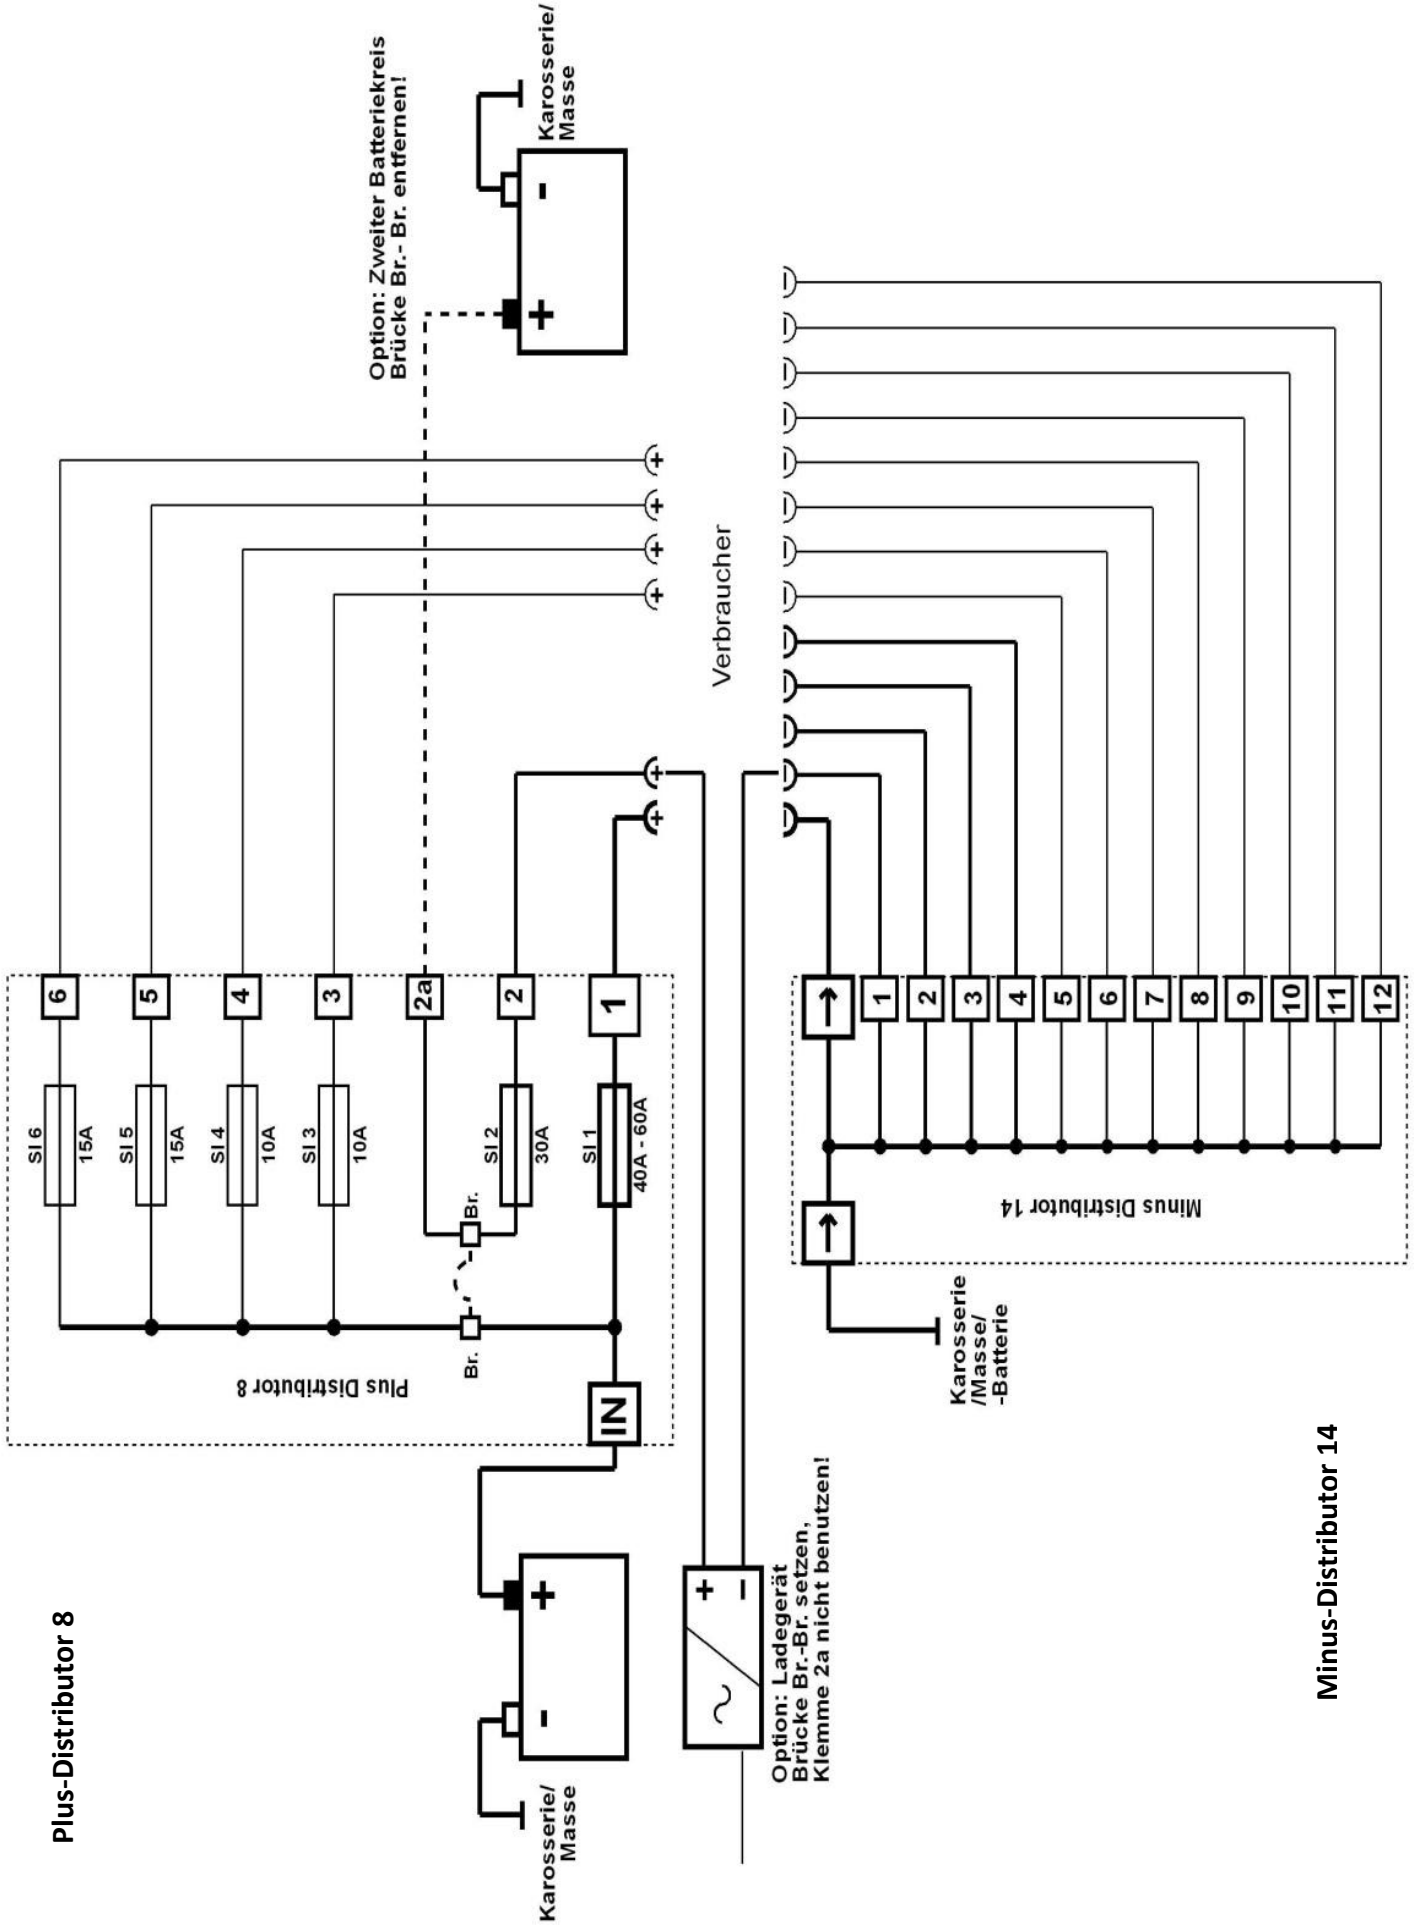 Plus-Distributor 8
Minus-Distributor 14
Karosserie/
Masse
-
+
IN
Plus Distributor 8
Br.
Br.
SI 6
15A
SI 5
15A
SI 4
10A
SI 3
10A
SI 2
30A
SI 1
40A - 60A
6
5
4
3
2a
2
1
Option: Zweiter Batteriekreis
Brücke Br.- Br. entfernen!
+
-
Karosserie/
Masse
+
+
+
+
+
+
Verbraucher
~
+
–
Option: Ladegerät
Brücke Br.-Br. setzen,
Klemme 2a nicht benutzen!
Karosserie
/Masse/
-Batterie
Minus Distributor 14
→
→
1
2
3
4
5
6
7
8
9
10
11
12
–
–
–
–
–
–
–
–
–
–
–
–
–